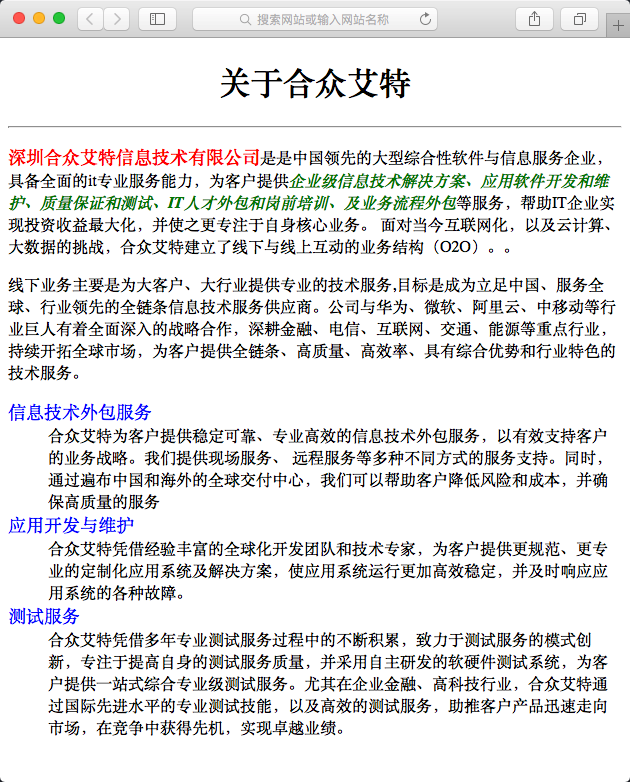 搜索网站或输入网站名称
关于合众艾特
深圳合众艾特信息技术有限公司是是中国领先的大型综合性软件与信息服务企业，
具备全面的it专业服务能力，为客户提供企业级信息技术解决方案、应用软件开发和维
护、质量保证和测试、IT人才外包和岗前培训、及业务流程外包等服务，帮助IT企业实
现投资收益最大化，并使之更专注于自身核心业务。 面对当今互联网化，以及云计算、
大数据的挑战，合众艾特建立了线下与线上互动的业务结构（O2O）。。
线下业务主要是为大客户、大行业提供专业的技术服务,目标是成为立足中国、服务全
球、行业领先的全链条信息技术服务供应商。公司与华为、微软、阿里云、中移动等行
业巨人有着全面深入的战略合作，深耕金融、电信、互联网、交通、能源等重点行业，
持续开拓全球市场，为客户提供全链条、高质量、高效率、具有综合优势和行业特色的
技术服务。
信息技术外包服务
合众艾特为客户提供稳定可靠、专业高效的信息技术外包服务，以有效支持客户
的业务战略。我们提供现场服务、 远程服务等多种不同方式的服务支持。同时，
通过遍布中国和海外的全球交付中心，我们可以帮助客户降低风险和成本，并确
保高质量的服务
应用开发与维护
合众艾特凭借经验丰富的全球化开发团队和技术专家，为客户提供更规范、更专
业的定制化应用系统及解决方案，使应用系统运行更加高效稳定，并及时响应应
用系统的各种故障。
测试服务
合众艾特凭借多年专业测试服务过程中的不断积累，致力于测试服务的模式创
新，专注于提高自身的测试服务质量，并采用自主研发的软硬件测试系统，为客
户提供一站式综合专业级测试服务。尤其在企业金融、高科技行业，合众艾特通
过国际先进水平的专业测试技能，以及高效的测试服务，助推客户产品迅速走向
市场，在竞争中获得先机，实现卓越业绩。